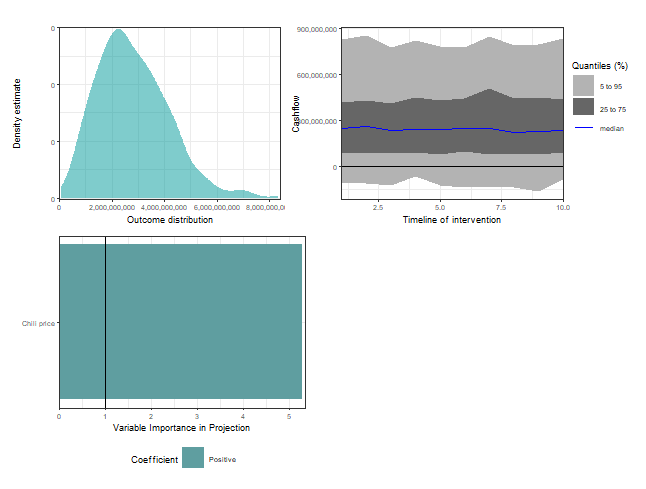 Density estimate
0
0
0
0
0 2,000,000,000 4,000,000,000 6,000,000,000 8,000,000,0
Outcome distribution
Cashflow
900,000,000
600,000,000
00,000,000
0
2.5 5.0 7.5 10.0
Timeline of intervention
Quantiles (%)
5 to 95
25 to 75
median
Chili price
0 1 2 3 4 5
Variable Importance in Projection
Coefficient Positive